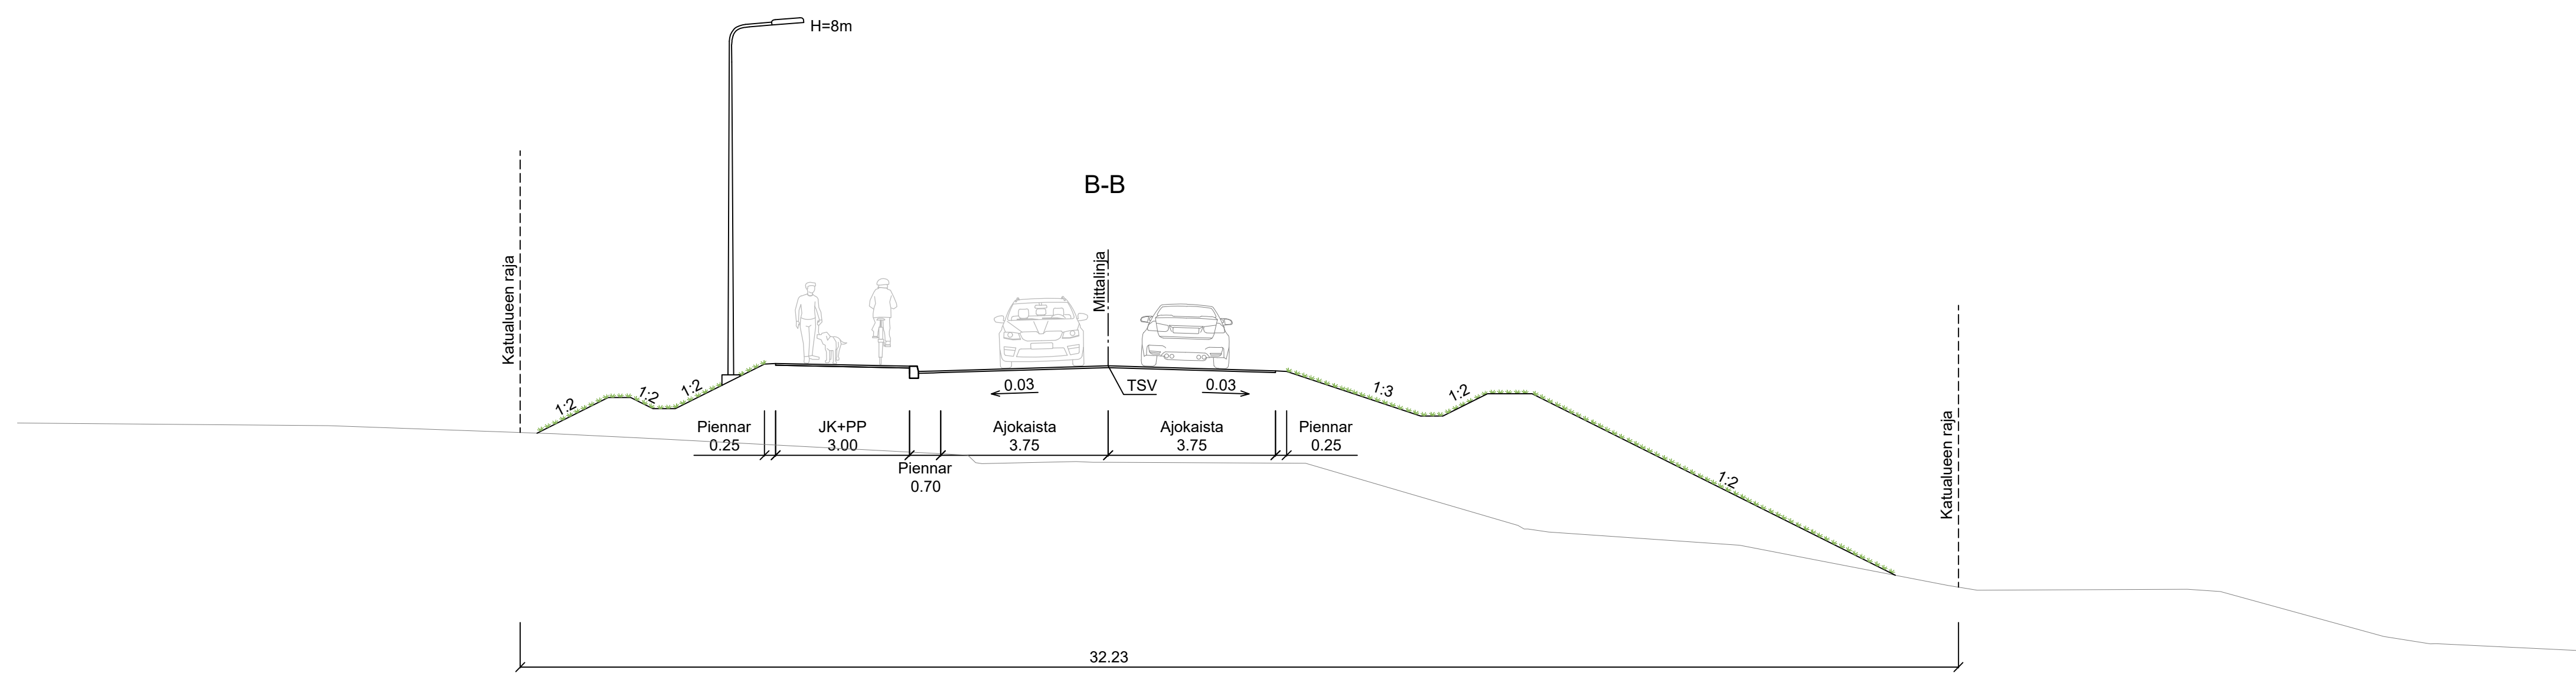 H=8m
B-B
Katualueen raja
Mittalinja
Katualueen raja
1:2
1:2
1:2
0.03
TSV
0.03
1:3
1:2
1:2
Piennar
0.25
JK+PP
3.00
Piennar
0.70
Ajokaista
3.75
Ajokaista
3.75
Piennar
0.25
32.23